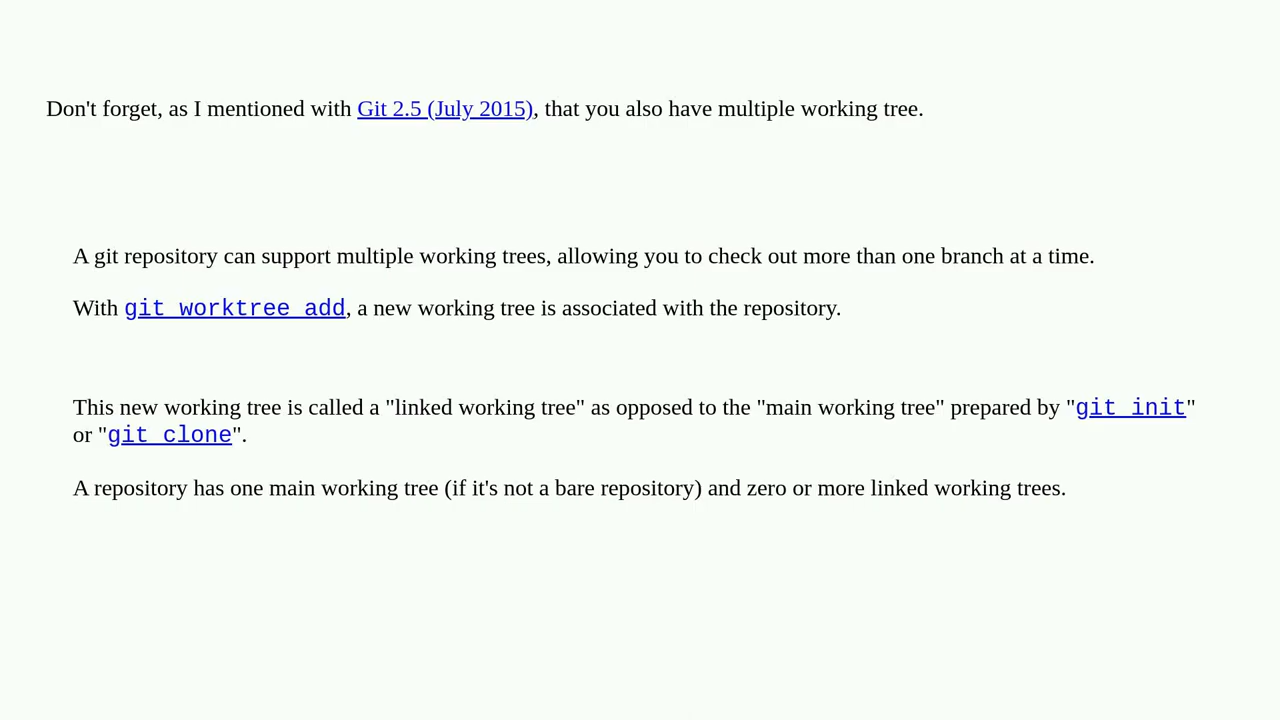 Don't forget, as I mentioned with Git 2.5 (July 2015), that you also have multiple working tree.
A git repository can support multiple working trees, allowing you to check out more than one branch at a time.
With git worktree add, a new working tree is associated with the repository.
This new working tree is called a "linked working tree" as opposed to the "main working tree" prepared by "git init"
or "git clone".
A repository has one main working tree (if it's not a bare repository) and zero or more linked working trees.